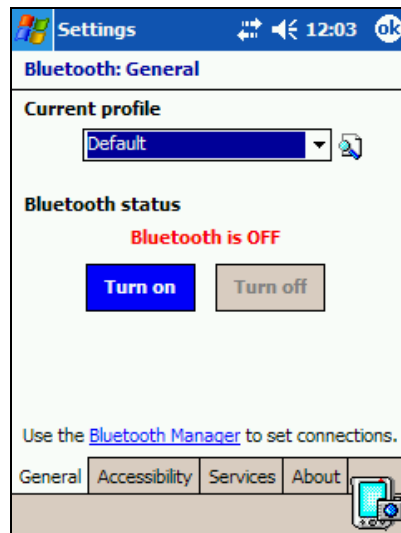 Settings 12:03 ok
Bluetooth: General
Current profile
Default
Bluetooth status
Bluetooth is OFF
Turn on Turn off
Use the Bluetooth Manager to set connections.
General Accessibility Services About